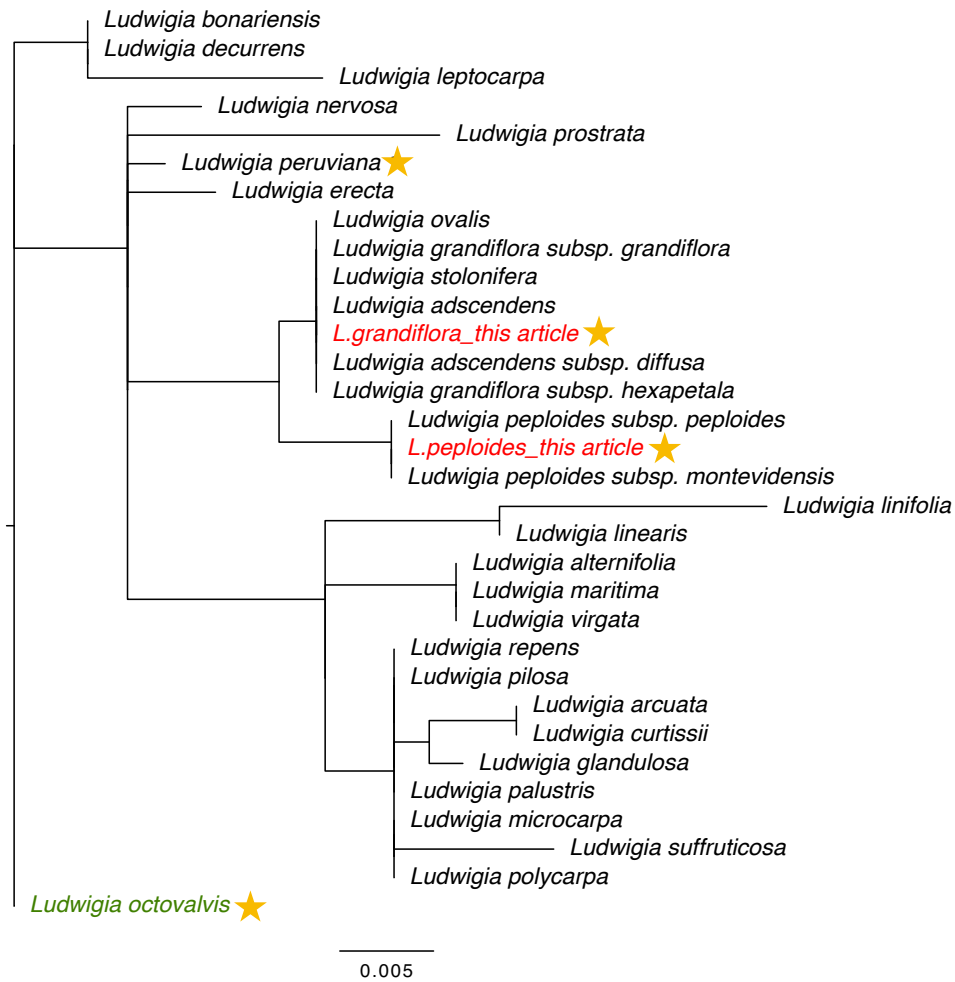 Ludwigia bonariensis
Ludwigia decurrens
Ludwigia leptocarpa
Ludwigia nervosa
Ludwigia prostrata
Ludwigia peruviana
Ludwigia erecta
Ludwigia ovalis
Ludwigia grandiflora subsp. grandiflora
Ludwigia stolonifera
Ludwigia adscendens
L.grandiflora_this article
Ludwigia adscendens subsp. diffusa
Ludwigia grandiflora subsp. hexapetala
Ludwigia peploides subsp. peploides
L.peploides_this article
Ludwigia peploides subsp. montevidensis
Ludwigia linifolia
Ludwigia linearis
Ludwigia alternifolia
Ludwigia maritima
Ludwigia virgata
Ludwigia repens
Ludwigia pilosa
Ludwigia arcuata
Ludwigia curtissii
Ludwigia glandulosa
Ludwigia palustris
Ludwigia microcarpa
Ludwigia suffruticosa
Ludwigia polycarpa
Ludwigia octovalvis
0.005